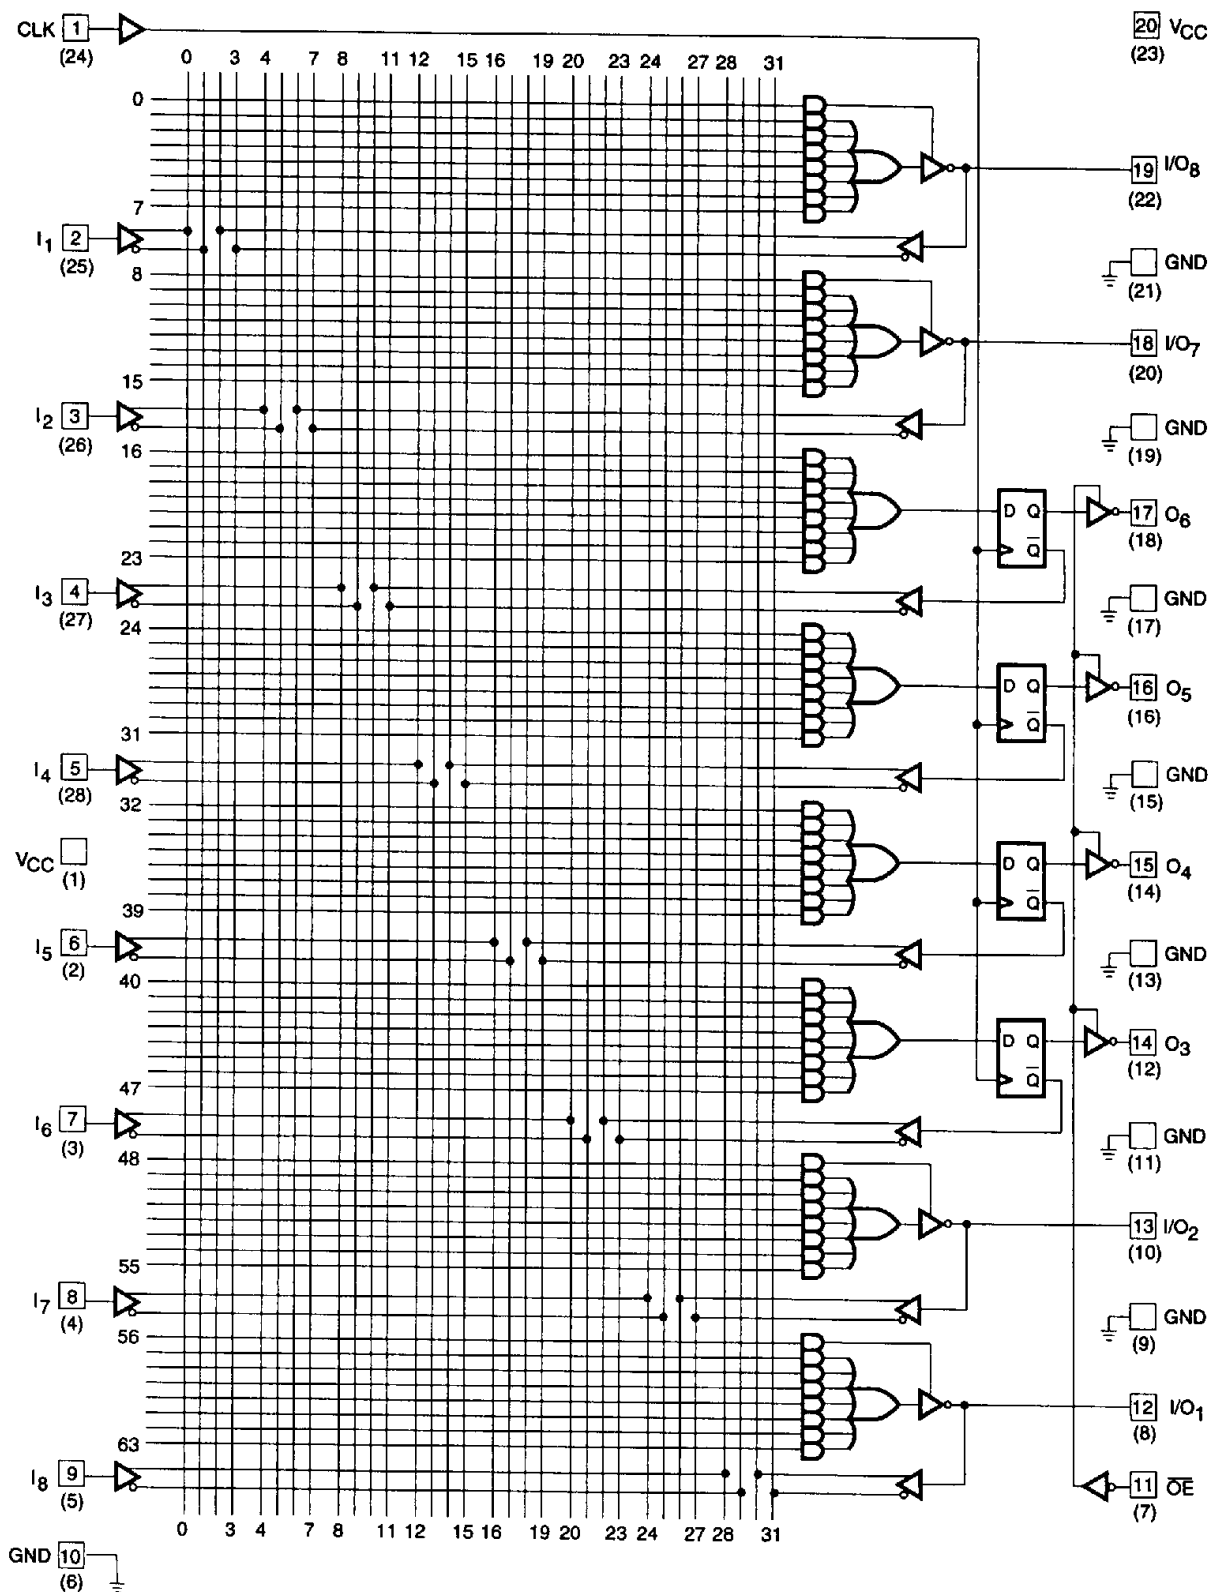 CLK 1 20 VCC
(24) (23)
0 3 4 7 8 11 12 15 16 19 20 23 24 27 28 31
0
19 I/O8
(22)
7
I1 2
(25)
GND
(21)
8
18 I/O7
(20)
15
I2 3
(26)
GND
(19)
16
D Q 17 O6
(18)
Q
23
I3 4
(27)
GND
(17)
24
D Q 16 O5
(16)
Q
31
I4 5
(28)
GND
(15)
32
VCC
(1)
D Q 15 O4
(14)
Q
39
I5 6
(2)
GND
(13)
40
D Q 14 O3
(12)
Q
47
I6 7
(3)
GND
(11)
48
13 I/O2
(10)
55
I7 8
(4)
GND
(9)
56
12 I/O1
(8)
63
I8 9
(5)
11 OE
(7)
0 3 4 7 8 11 12 15 16 19 20 23 24 27 28 31
GND 10
(6)